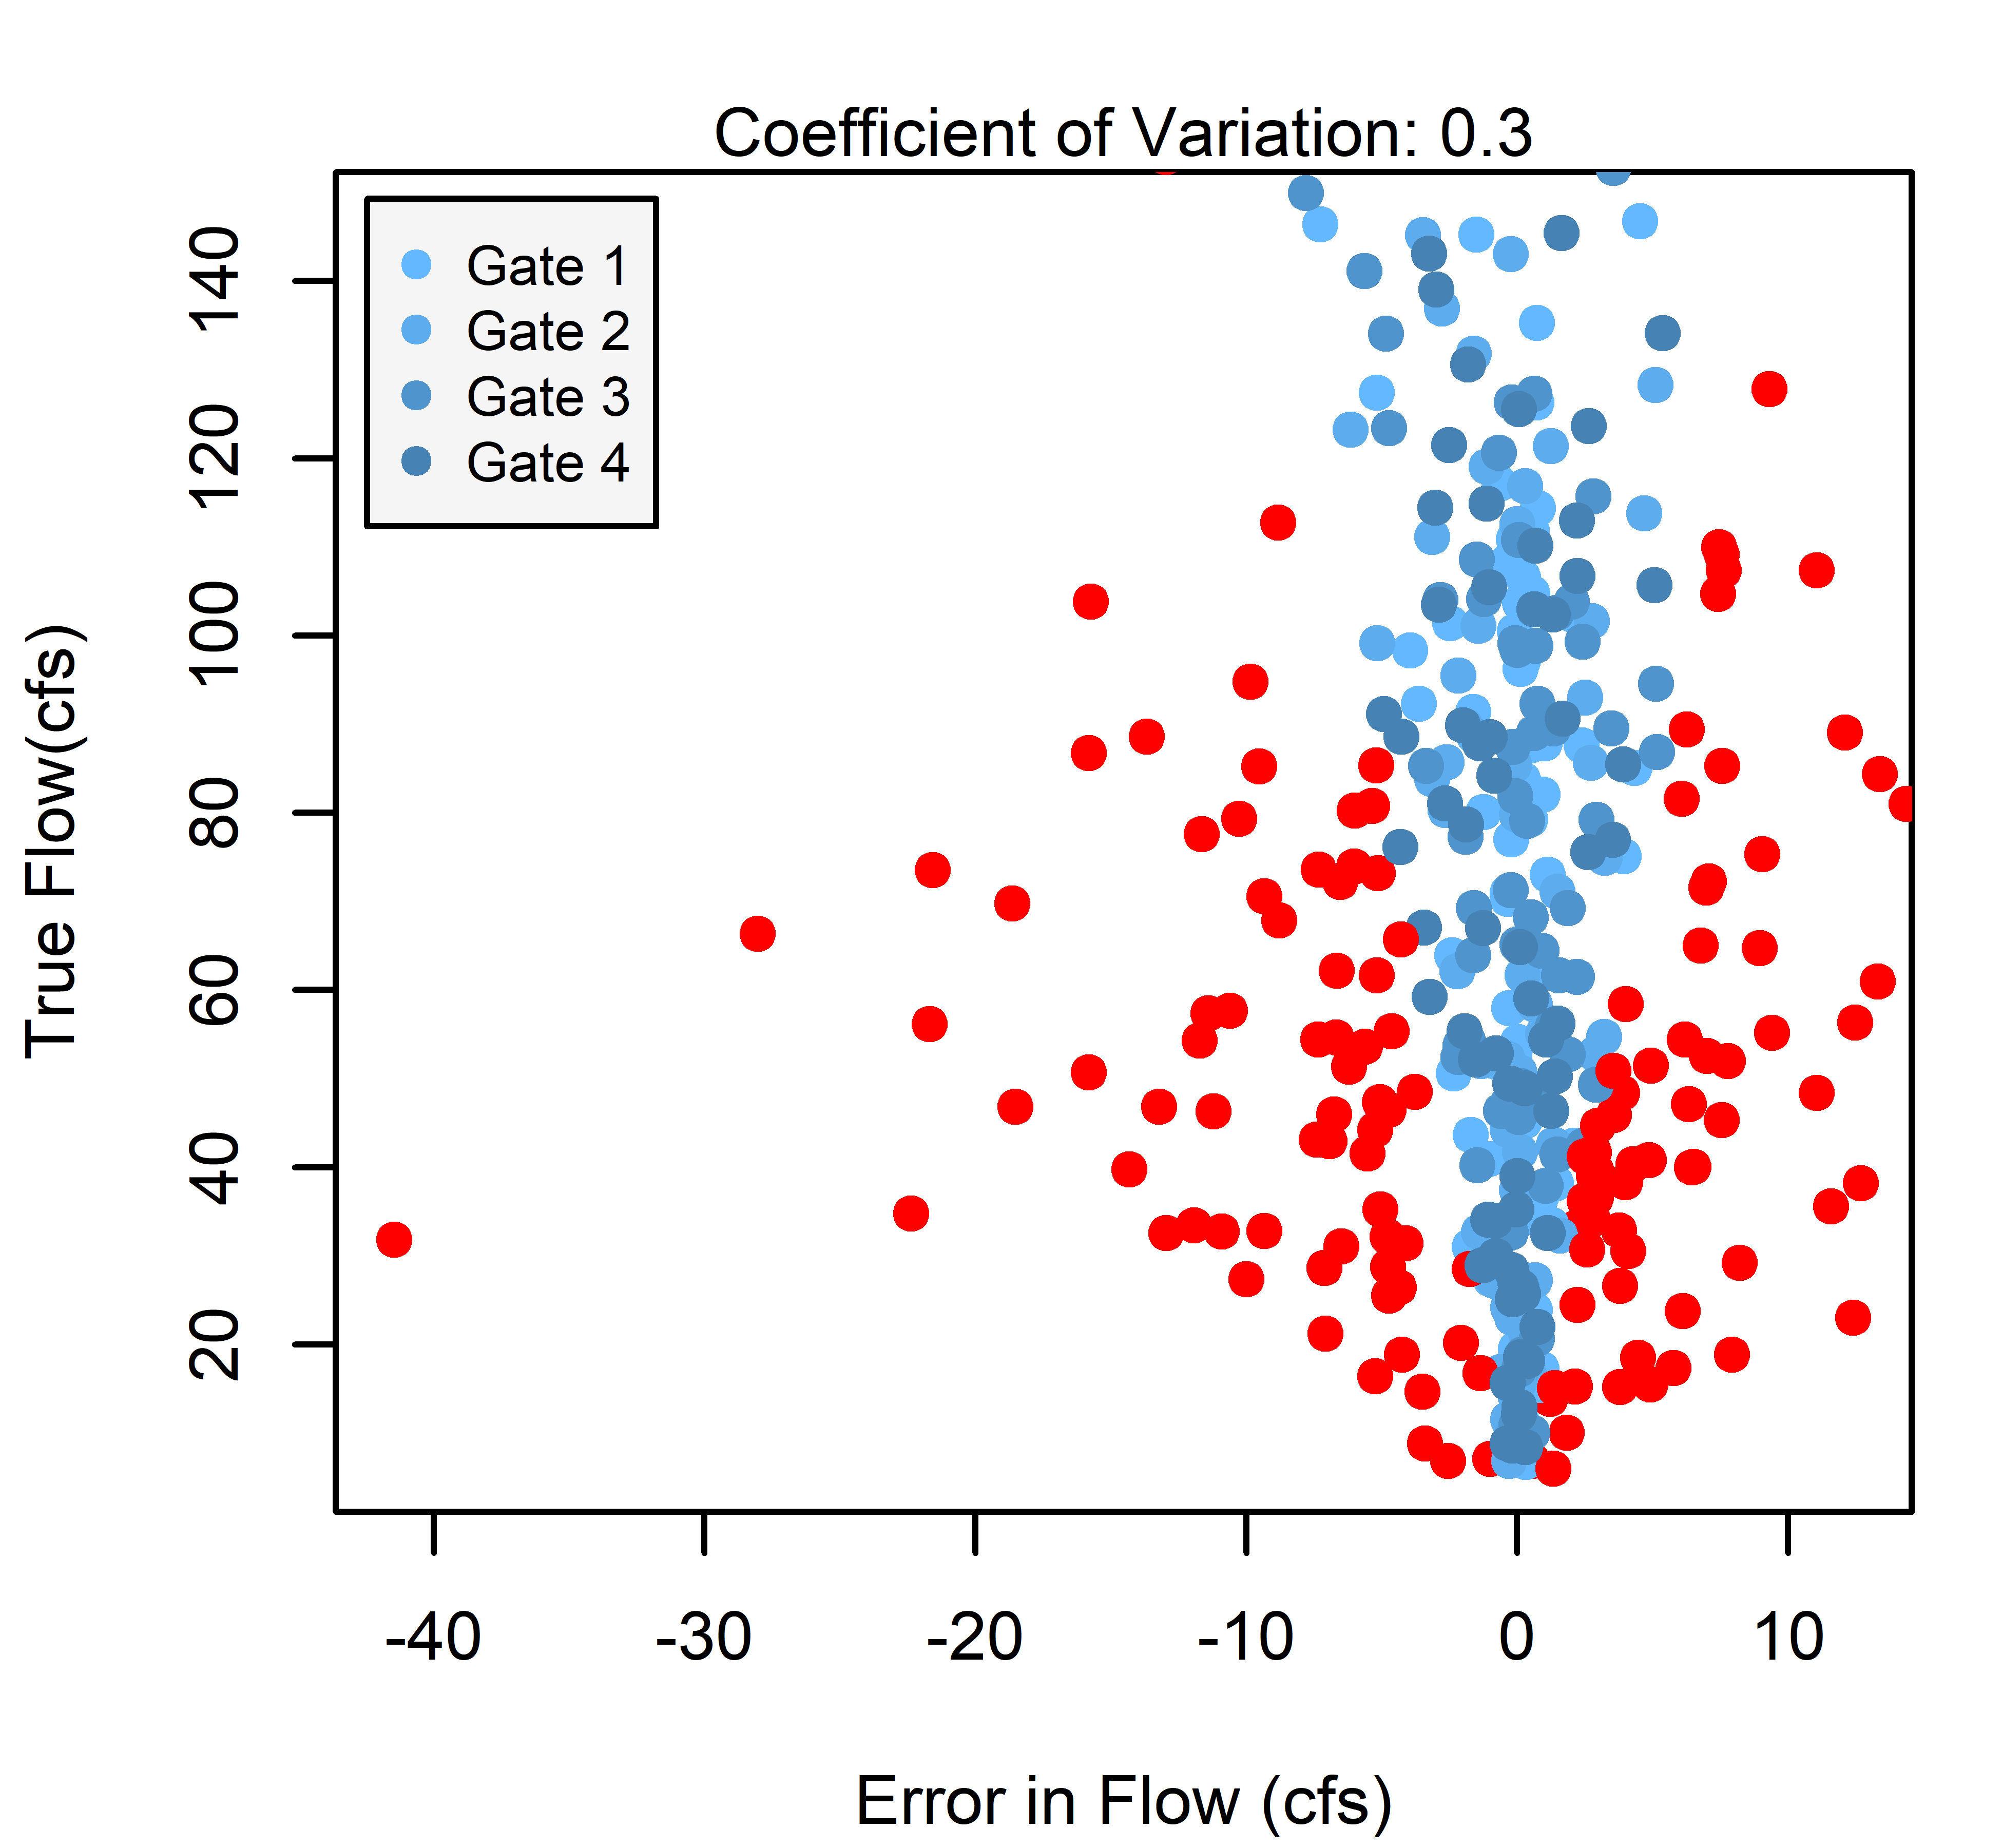 Coefficient of Variation: 0.3
Gate 1
Gate 2
Gate 3
Gate 4
True Flow(cfs)
140
120
100
80
60
40
20
-40 -30 -20 -10 0 10
Error in Flow (cfs)